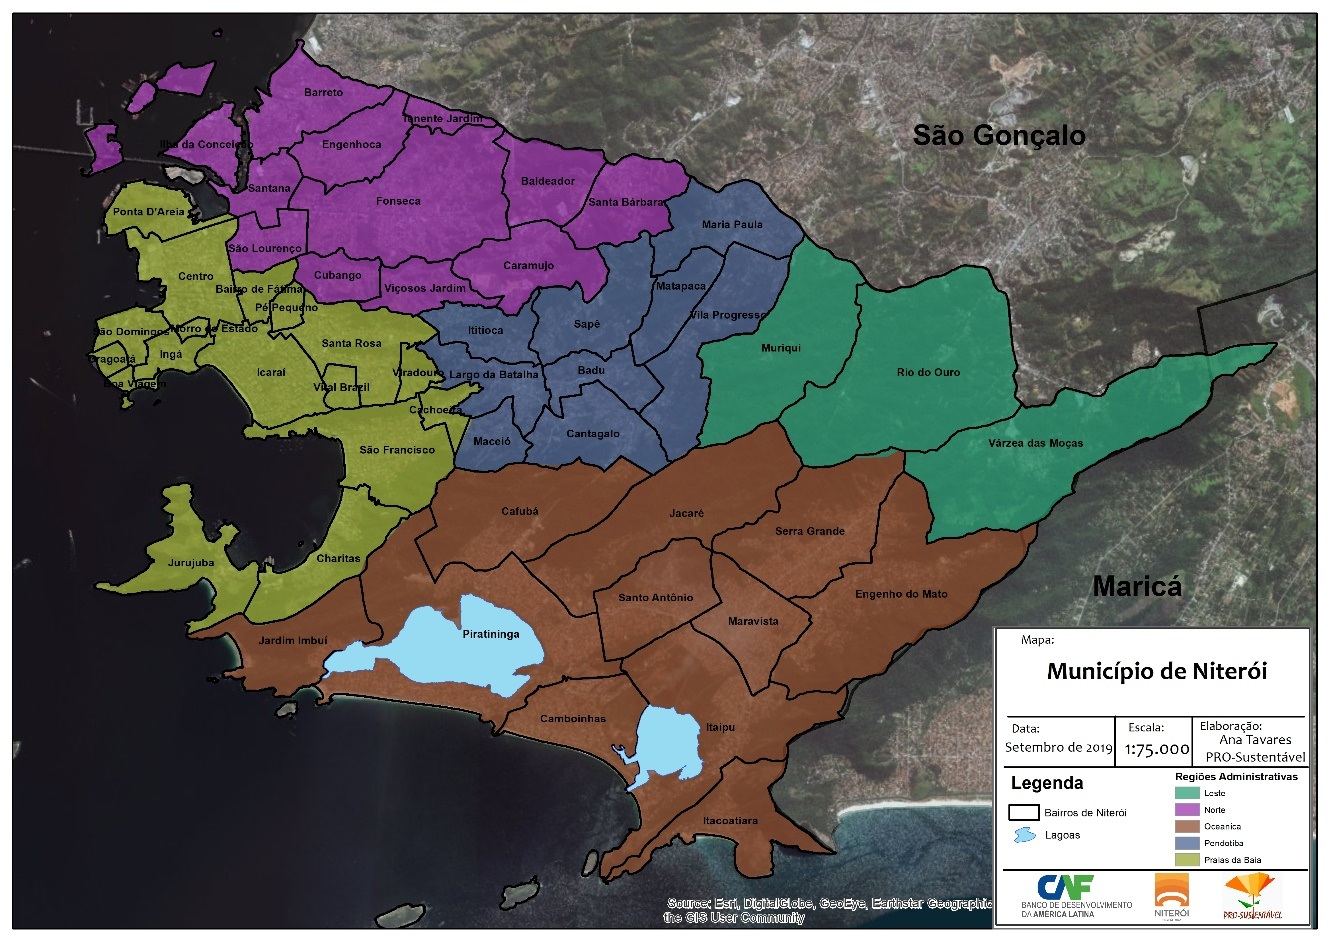 Barreto
Tenente Jardim
Ilha da Conceição
Engenhoca
Baldeador
Santana
Fonseca
Santa Bárbara
Ponta D'Areia
Maria Paula
São Gonçalo
São Lourenço
Caramujo
Centro
Cubango
Viçosos Jardim
Matapaca
Bairro de Fátima
Pé Pequeno
Vila Progresso
São Domingos
Morro do Estado
Ititioca
Sapê
Santa Rosa
Muriqui
Gragoatá
Ingá
Icaraí
Viradouro
Largo da Batalha
Badu
Rio do Ouro
Boa Viagem
Vital Brazil
Cachoeira
Maceió
Cantagalo
Várzea das Moças
São Francisco
Cafubá
Jacaré
Serra Grande
Charitas
Jurujuba
Maricá
Santo Antônio
Engenho do Mato
Maravista
Piratininga
Jardim Imbuí
Camboinhas
Itaipu
Itacoatiara
Mapa:
Município de Niterói
Data:
Setembro de 2019
Escala:
1:75.000
Elaboração:
Ana Tavares
PRO-Sustentável
Legenda
Bairros de Niterói
Lagoas
Regiões Administrativas
Leste
Norte
Oceanica
Pendotiba
Praias da Baia
CAF
BANCO DE DESENVOLVIMENTO
DA AMÉRICA LATINA
NITERÓI
PRO-SUSTENTÁVEL
Source: Esri, DigitalGlobe, GeoEye, Earthstar Geographic
the GIS User Community